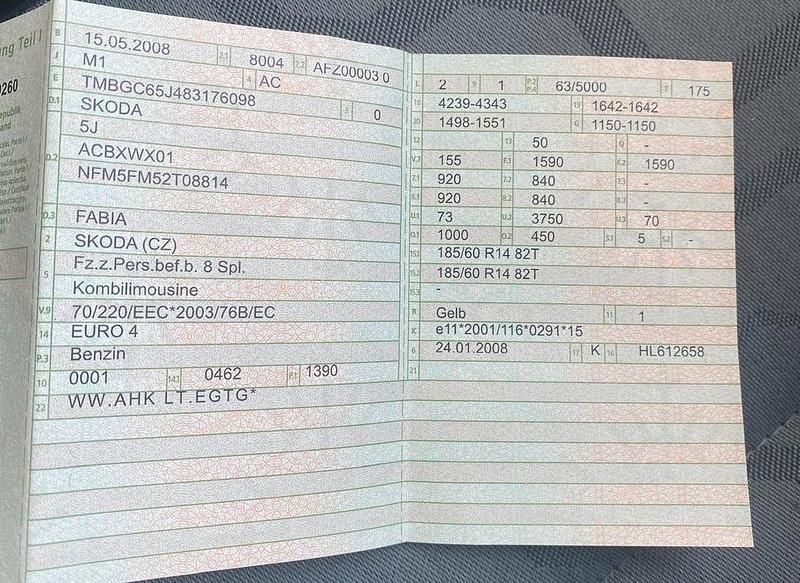 ng Teil I
0260
epublik
and
B 15.05.2008 2.1 8004 2.2 AFZ00003 0
J M1 4 AC
E TMBGC65J483176098 3 0
D.1 SKODA
5J
D.2 ACBXWX01
NFM5FM52T08814
D.3 FABIA
2 SKODA (CZ)
5 Fz.z.Pers.bef.b. 8 Spl.
Kombilimousine
V.9 70/220/EEC*2003/76B/EC
14 EURO 4
P.3 Benzin
10 0001 14.1 0462 P.1 1390
22 WW.AHK LT.EGTG*
L 2 9 1 P.2 P.4 63/5000 T 175
18 4239-4343 19 1642-1642
20 1498-1551 G 1150-1150
12 13 50 Q -
V.7 155 F.1 1590 F.2 1590
7.1 920 7.2 840 7.3 -
8.1 920 8.2 840 8.3 -
U.1 73 U.2 3750 U.3 70
O.1 1000 O.2 450 S.1 5 S.2 -
15.1 185/60 R14 82T
15.2 185/60 R14 82T
15.3 -
R Gelb 11 1
K e11*2001/116*0291*15
6 24.01.2008 17 K 16 HL612658
21